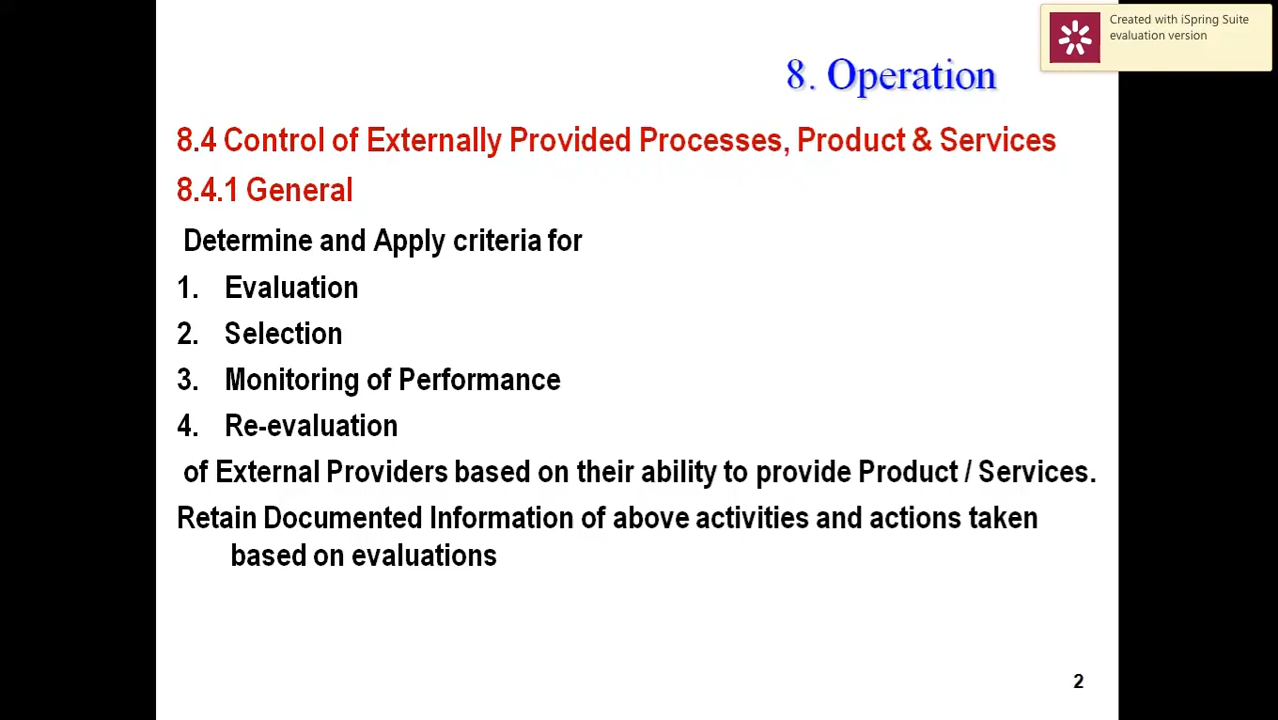 Created with iSpring Suite
evaluation version
8. Operation
8.4 Control of Externally Provided Processes, Product & Services
8.4.1 General
Determine and Apply criteria for
1. Evaluation
2. Selection
3. Monitoring of Performance
4. Re-evaluation
of External Providers based on their ability to provide Product / Services.
Retain Documented Information of above activities and actions taken
based on evaluations
2